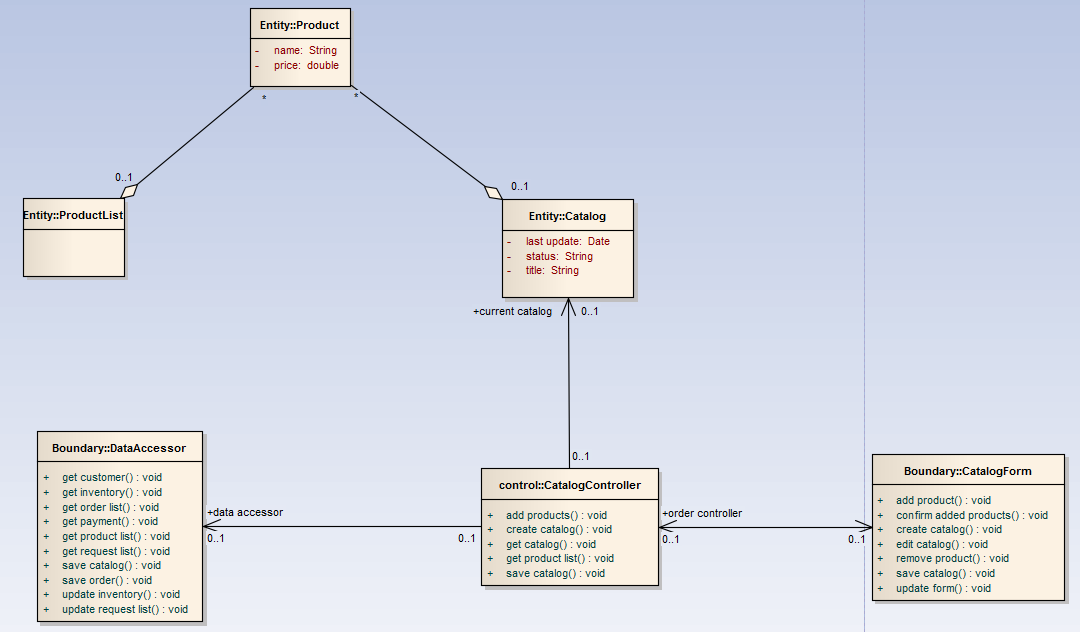 Entity::Product
- name: String
- price: double
*
*
0..1
0..1
Entity::ProductList
Entity::Catalog
- last update: Date
- status: String
- title: String
+current catalog
0..1
Boundary::DataAccessor
+ get customer() : void
+ get inventory() : void
+ get order list() : void
+ get payment() : void
+ get product list() : void
+ get request list() : void
+ save catalog() : void
+ save order() : void
+ update inventory() : void
+ update request list() : void
+data accessor
0..1
0..1
0..1
control::CatalogController
+ add products() : void
+ create catalog() : void
+ get catalog() : void
+ get product list() : void
+ save catalog() : void
+order controller
0..1
0..1
Boundary::CatalogForm
+ add product() : void
+ confirm added products() : void
+ create catalog() : void
+ edit catalog() : void
+ remove product() : void
+ save catalog() : void
+ update form() : void